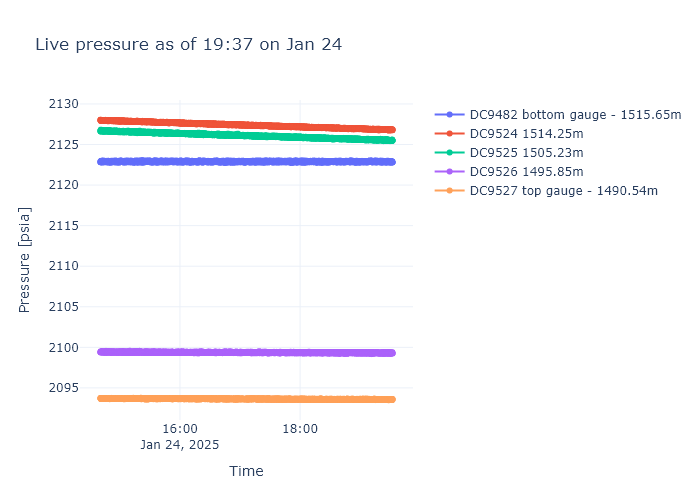 Live pressure as of 19:37 on Jan 24
DC9482 bottom gauge - 1515.65m
DC9524 1514.25m
DC9525 1505.23m
DC9526 1495.85m
DC9527 top gauge - 1490.54m
Pressure [psia]
2130
2125
2120
2115
2110
2105
2100
2095
16:00
Jan 24, 2025
18:00
Time